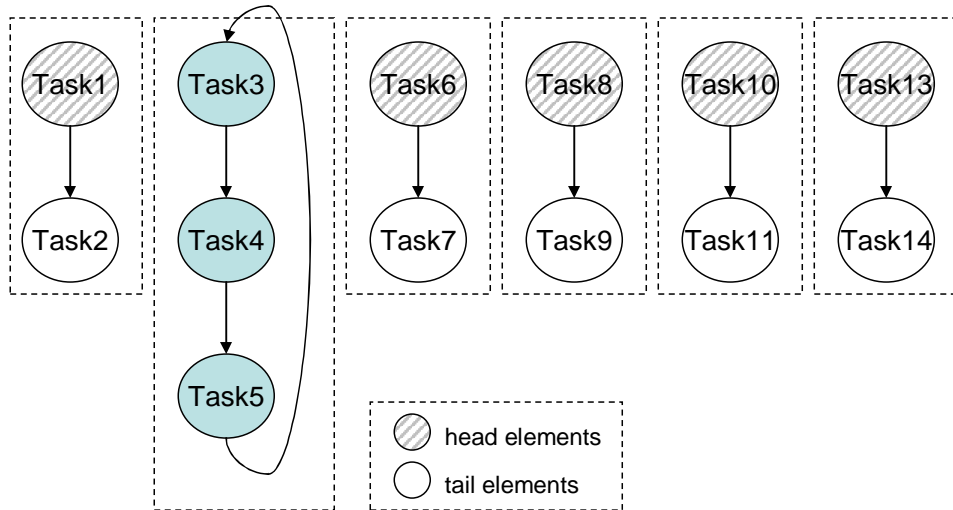 Task1
Task3
Task6
Task8
Task10
Task13
Task2
Task4
Task7
Task9
Task11
Task14
Task5
head elements
tail elements